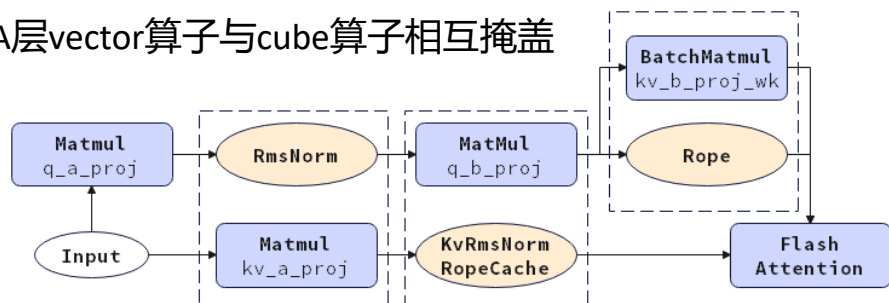 A层vector算子与cube算子相互掩盖
BatchMatmul
kv_b_proj_wk
Matmul
q_a_proj
RmsNorm
MatMul
q_b_proj
Rope
Input
Matmul
kv_a_proj
KvRmsNorm
RopeCache
Flash
Attention